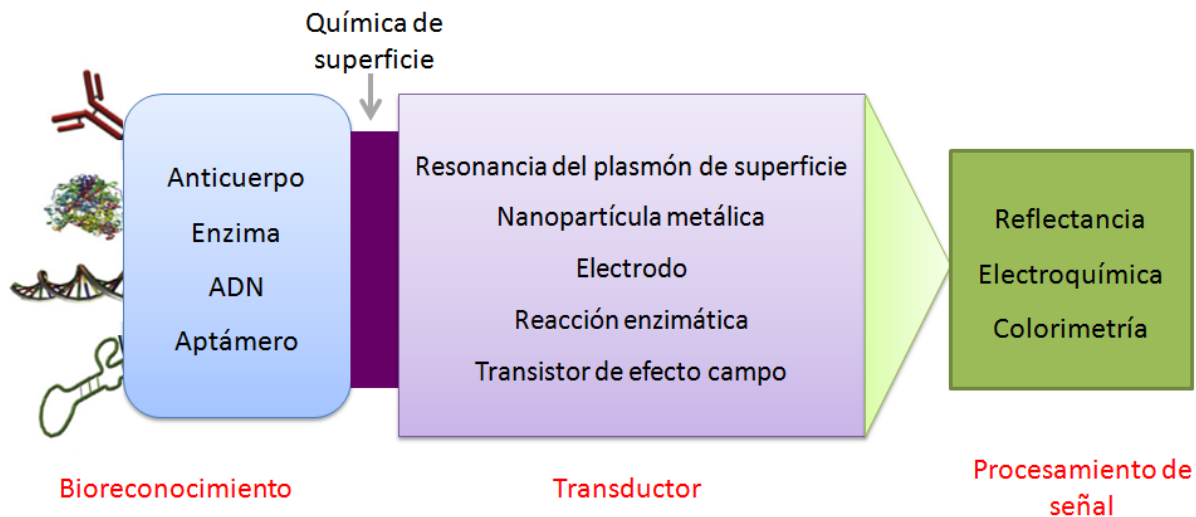 Química de
superficie
Anticuerpo
Enzima
ADN
Aptámero
Resonancia del plasmón de superficie
Nanopartícula metálica
Electrodo
Reacción enzimática
Transistor de efecto campo
Reflectancia
Electroquímica
Colorimetría
Bioreconocimiento
Transductor
Procesamiento de
señal